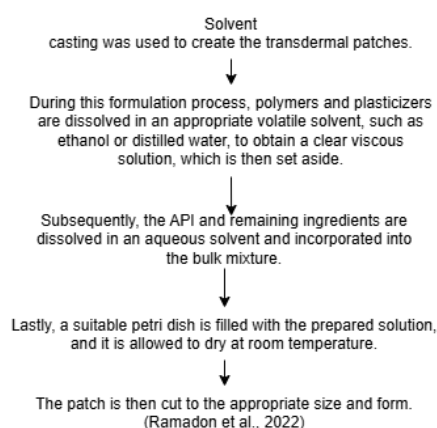 Solvent
casting was used to create the transdermal patches.
During this formulation process, polymers and plasticizers
are dissolved in an appropriate volatile solvent, such as
ethanol or distilled water, to obtain a clear viscous
solution, which is then set aside.
Subsequently, the API and remaining ingredients are
dissolved in an aqueous solvent and incorporated into
the bulk mixture.
Lastly, a suitable petri dish is filled with the prepared solution,
and it is allowed to dry at room temperature.
The patch is then cut to the appropriate size and form.
(Ramadon et al., 2022)